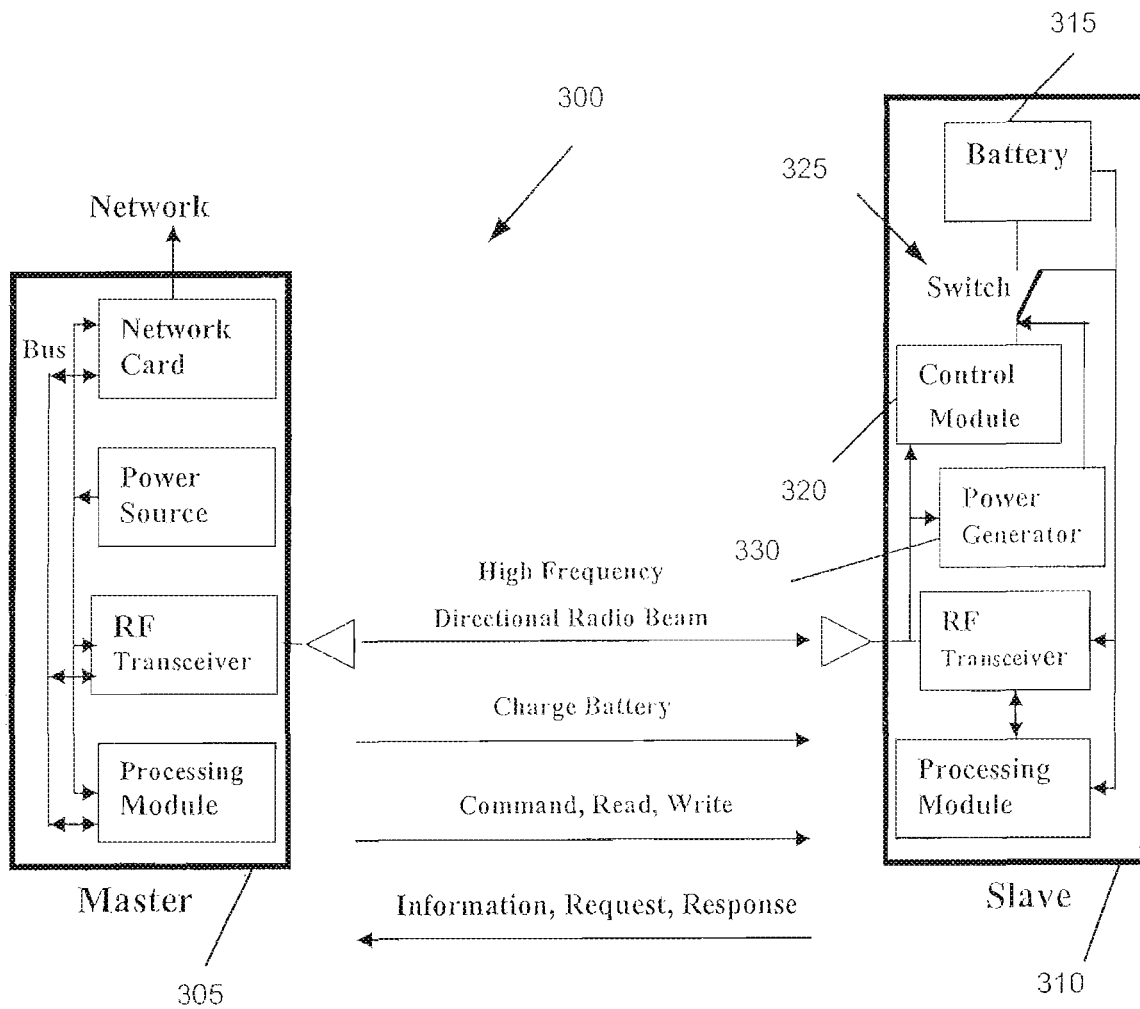 315
300
Battery
325
Network
Switch
Network
Card
Bus
Control
Module
Power
Source
320
Power
Generator
330
High Frequency
Directional Radio Beam
RF
Transceiver
RF
Transceiver
Charge Battery
Processing
Module
Processing
Module
Command, Read, Write
Master
Slave
Information, Request, Response
305
310